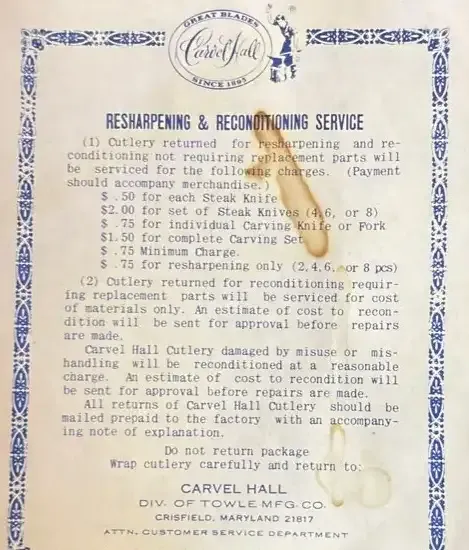 GREAT BLADES
Carvel Hall
SINCE 1895
RESHARPENING & RECONDITIONING SERVICE
(1) Cutlery returned for resharpening and re-
conditioning not requiring replacement parts will
be serviced for the following charges. (Payment
should accompany merchandise.)
$ .50 for each Steak Knife
$2.00 for set of Steak Knives (4,6, or 8)
$ .75 for individual Carving Knife or Fork
$1.50 for complete Carving Set
$ .75 Minimum Charge.
$ .75 for resharpening only (2,4,6, or 8 pcs)
(2) Cutlery returned for reconditioning requir-
ing replacement parts will be serviced for cost
of materials only. An estimate of cost to recon-
dition will be sent for approval before repairs
are made.
Carvel Hall Cutlery damaged by misuse or mis-
handling will be reconditioned at a reasonable
charge. An estimate of cost to recondition will
be sent for approval before repairs are made.
All returns of Carvel Hall Cutlery should be
mailed prepaid to the factory with an accompany-
ing note of explanation.
Do not return package
Wrap cutlery carefully and return to:
CARVEL HALL
DIV. OF TOWLE MFG. CO.
CRISFIELD, MARYLAND 21817
ATTN. CUSTOMER SERVICE DEPARTMENT